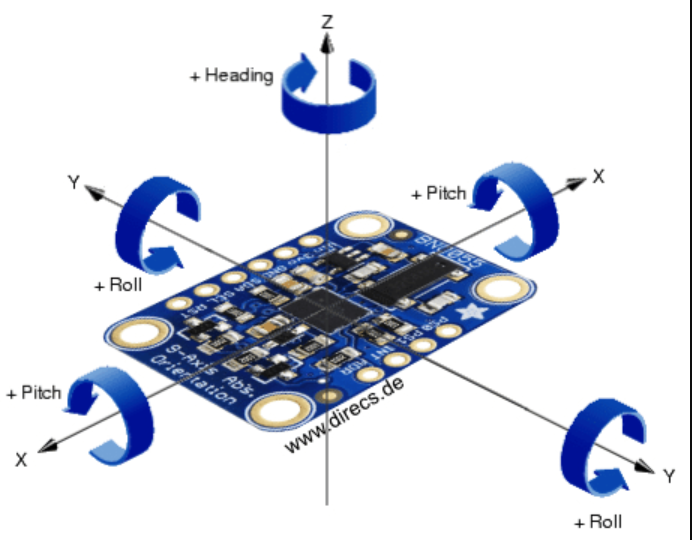 Z
+ Heading
Y
+ Pitch
X
+ Roll
BNO055
Vin 3vo GND SDA SCL RST
PS0 PS1
INT ADR
9-Axis Abs.
Orientation
www.direcs.de
+ Pitch
X
Y
+ Roll